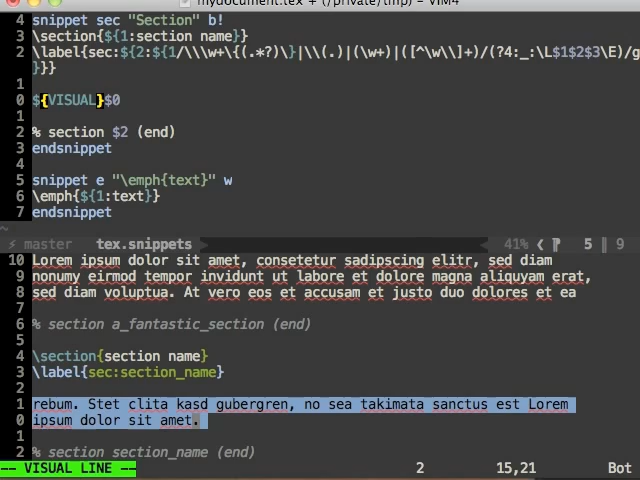 mydocument.tex + (/private/tmp) – VIM4
4 snippet sec "Section" b!
3 \section{${1:section name}}
2 \label{sec:${2:${1/\\\w+\{(.*?)\}|\\(.)|(\w+)|([^\w\\]+)/(?4:_:\L$1$2$3\E)/g
}}}
1
0 ${VISUAL}$0
1
2 % section $2 (end)
3 endsnippet
4
5 snippet e "\emph{text}" w
6 \emph{${1:text}}
7 endsnippet
~
⚡ master tex.snippets 41% ❮ 5 9
10 Lorem ipsum dolor sit amet, consetetur sadipscing elitr, sed diam
9 nonumy eirmod tempor invidunt ut labore et dolore magna aliquyam erat,
8 sed diam voluptua. At vero eos et accusam et justo duo dolores et ea
7
6 % section a_fantastic_section (end)
5
4 \section{section name}
3 \label{sec:section_name}
2
1 rebum. Stet clita kasd gubergren, no sea takimata sanctus est Lorem
0 ipsum dolor sit amet.
1
2 % section section_name (end)
-- VISUAL LINE -- 2 15,21 Bot